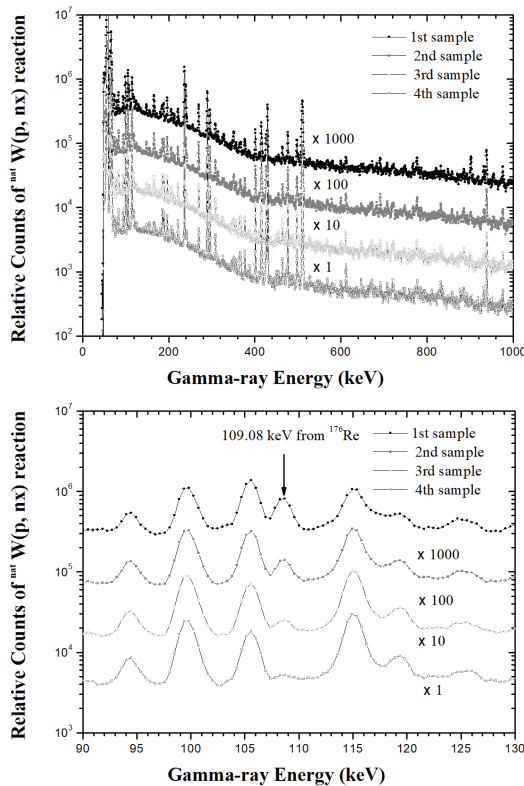 Relative Counts of nat W(p, nx) reaction
10^7
10^6
10^5
10^4
10^3
10^2
1st sample
2nd sample
3rd sample
4th sample
x 1000
x 100
x 10
x 1
0 200 400 600 800 1000
Gamma-ray Energy (keV)
Relative Counts of nat W(p, nx) reaction
10^7
10^6
10^5
10^4
10^3
109.08 keV from 176Re
1st sample
2nd sample
3rd sample
4th sample
x 1000
x 100
x 10
x 1
90 95 100 105 110 115 120 125 130
Gamma-ray Energy (keV)